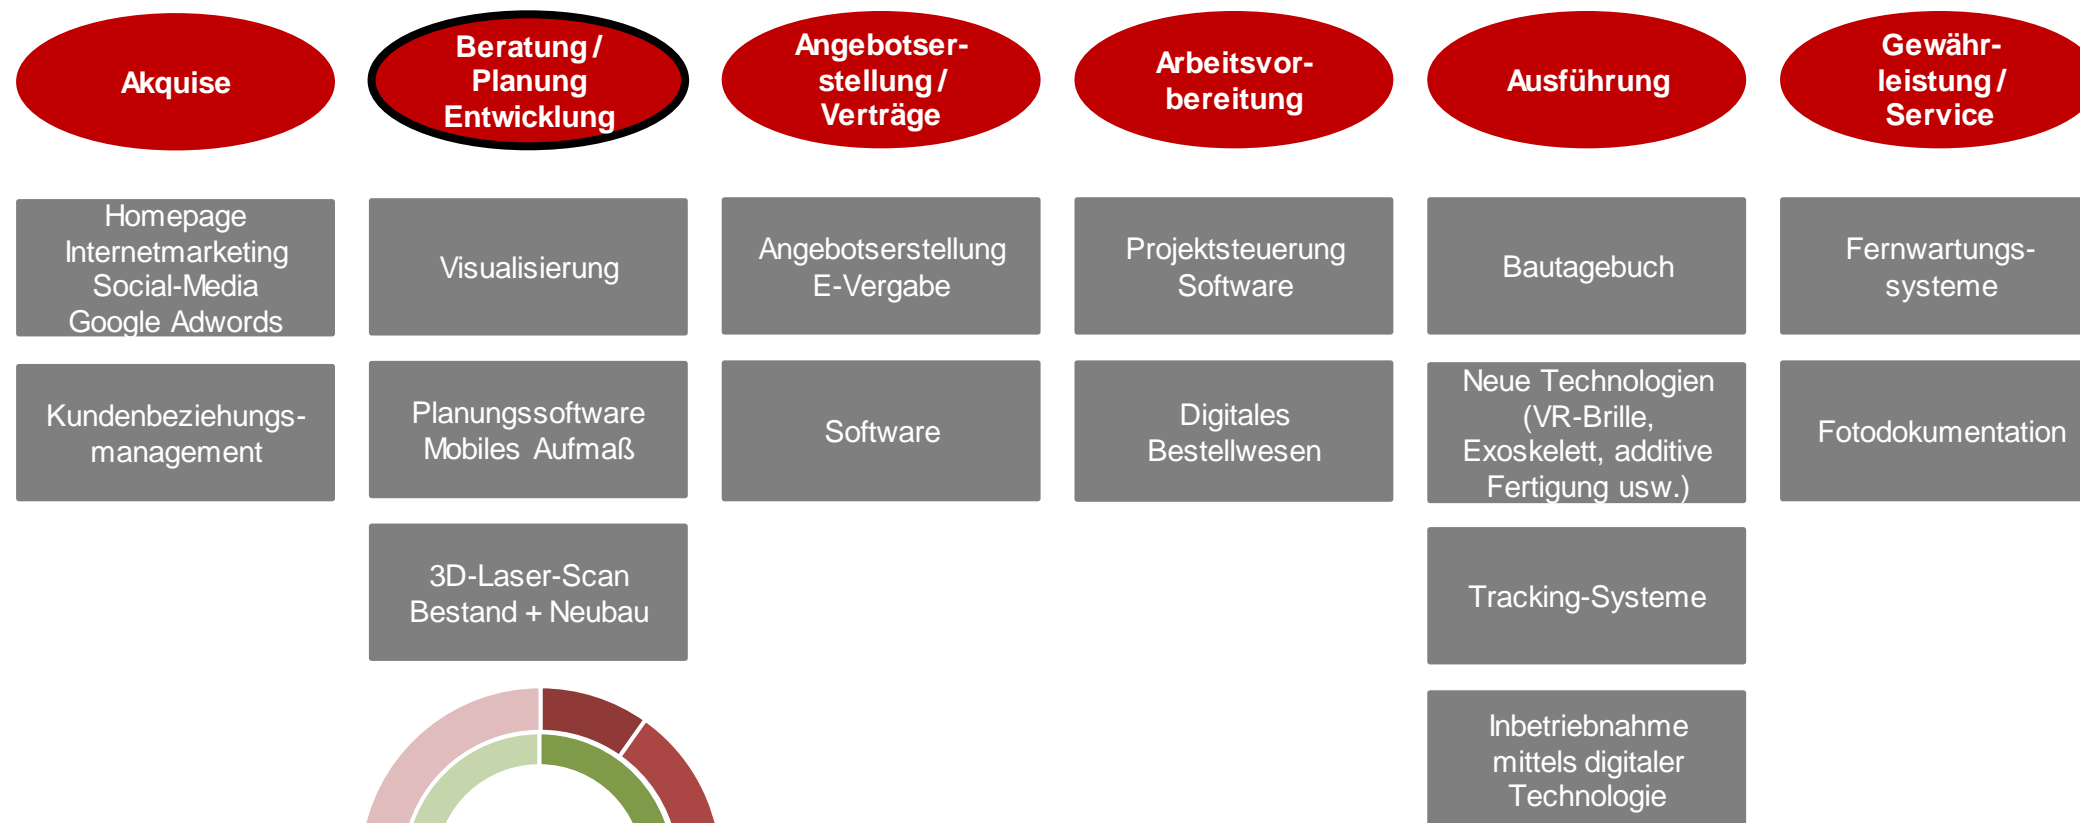 Akquise
Beratung /
Planung
Entwicklung
Angebotser-
stellung /
Verträge
Arbeitsvor-
bereitung
Ausführung
Gewähr-
leistung /
Service
Homepage
Internetmarketing
Social-Media
Google Adwords
Visualisierung
Angebotserstellung
E-Vergabe
Projektsteuerung
Software
Bautagebuch
Fernwartungs-
systeme
Kundenbeziehungs-
management
Planungssoftware
Mobiles Aufmaß
Software
Digitales
Bestellwesen
Neue Technologien
(VR-Brille,
Exoskelett, additive
Fertigung usw.)
Fotodokumentation
3D-Laser-Scan
Bestand + Neubau
Tracking-Systeme
Inbetriebnahme
mittels digitaler
Technologie